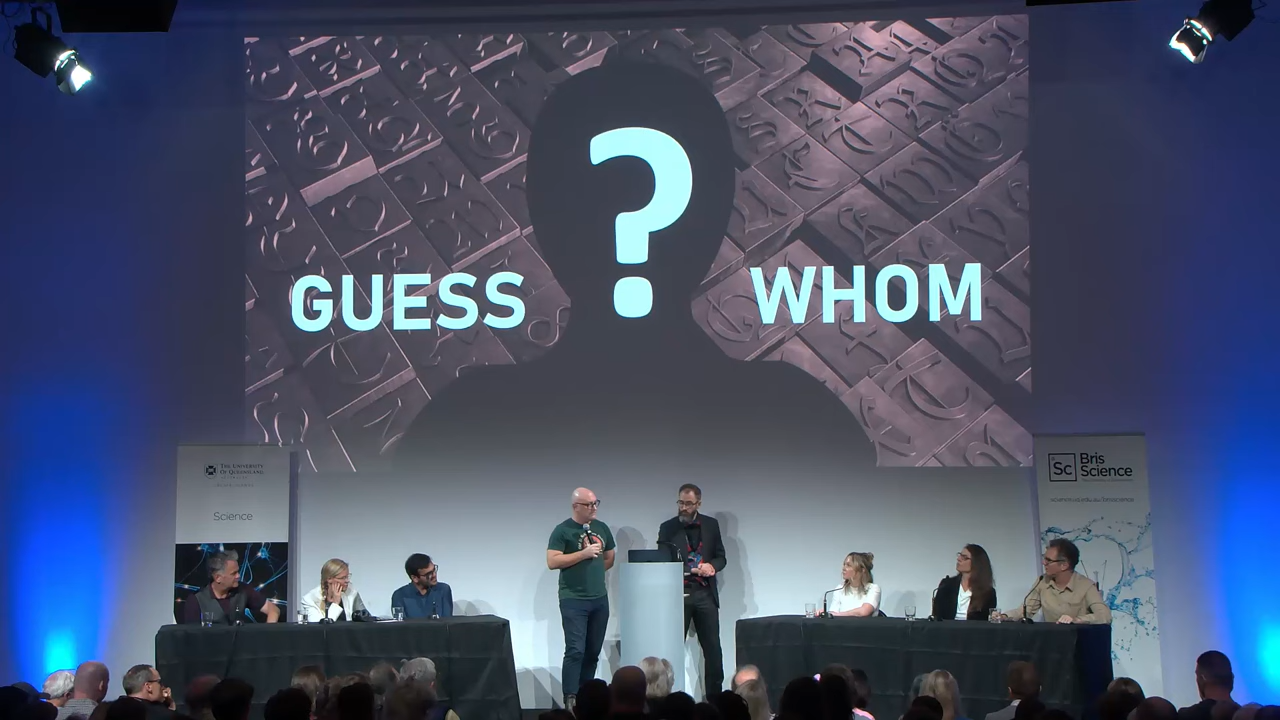 GUESS
?
WHOM
THE UNIVERSITY
OF QUEENSLAND
Science
Sc
Bris
Science